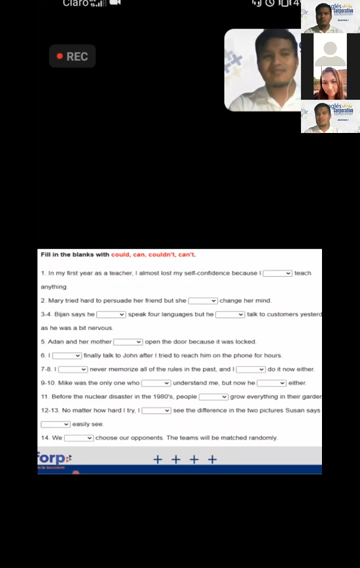 Claro
REC
Corporativo
Fill in the blanks with could, can, couldn't, can't.
1. In my first year as a teacher, I almost lost my self-confidence because I teach
anything.
2. Mary tried hard to persuade her friend but she change her mind.
3-4. Bijan says he speak four languages but he talk to customers yesterd
as he was a bit nervous.
5. Adan and her mother open the door because it was locked.
6. I finally talk to John after I tried to reach him on the phone for hours.
7-8. I never memorize all of the rules in the past, and I do it now either.
9-10. Mike was the only one who understand me, but now he either.
11. Before the nuclear disaster in the 1980's, people grow everything in their garden
12-13. No matter how hard I try, I see the difference in the two pictures Susan says
easily see.
14. We choose our opponents. The teams will be matched randomly.
Corp